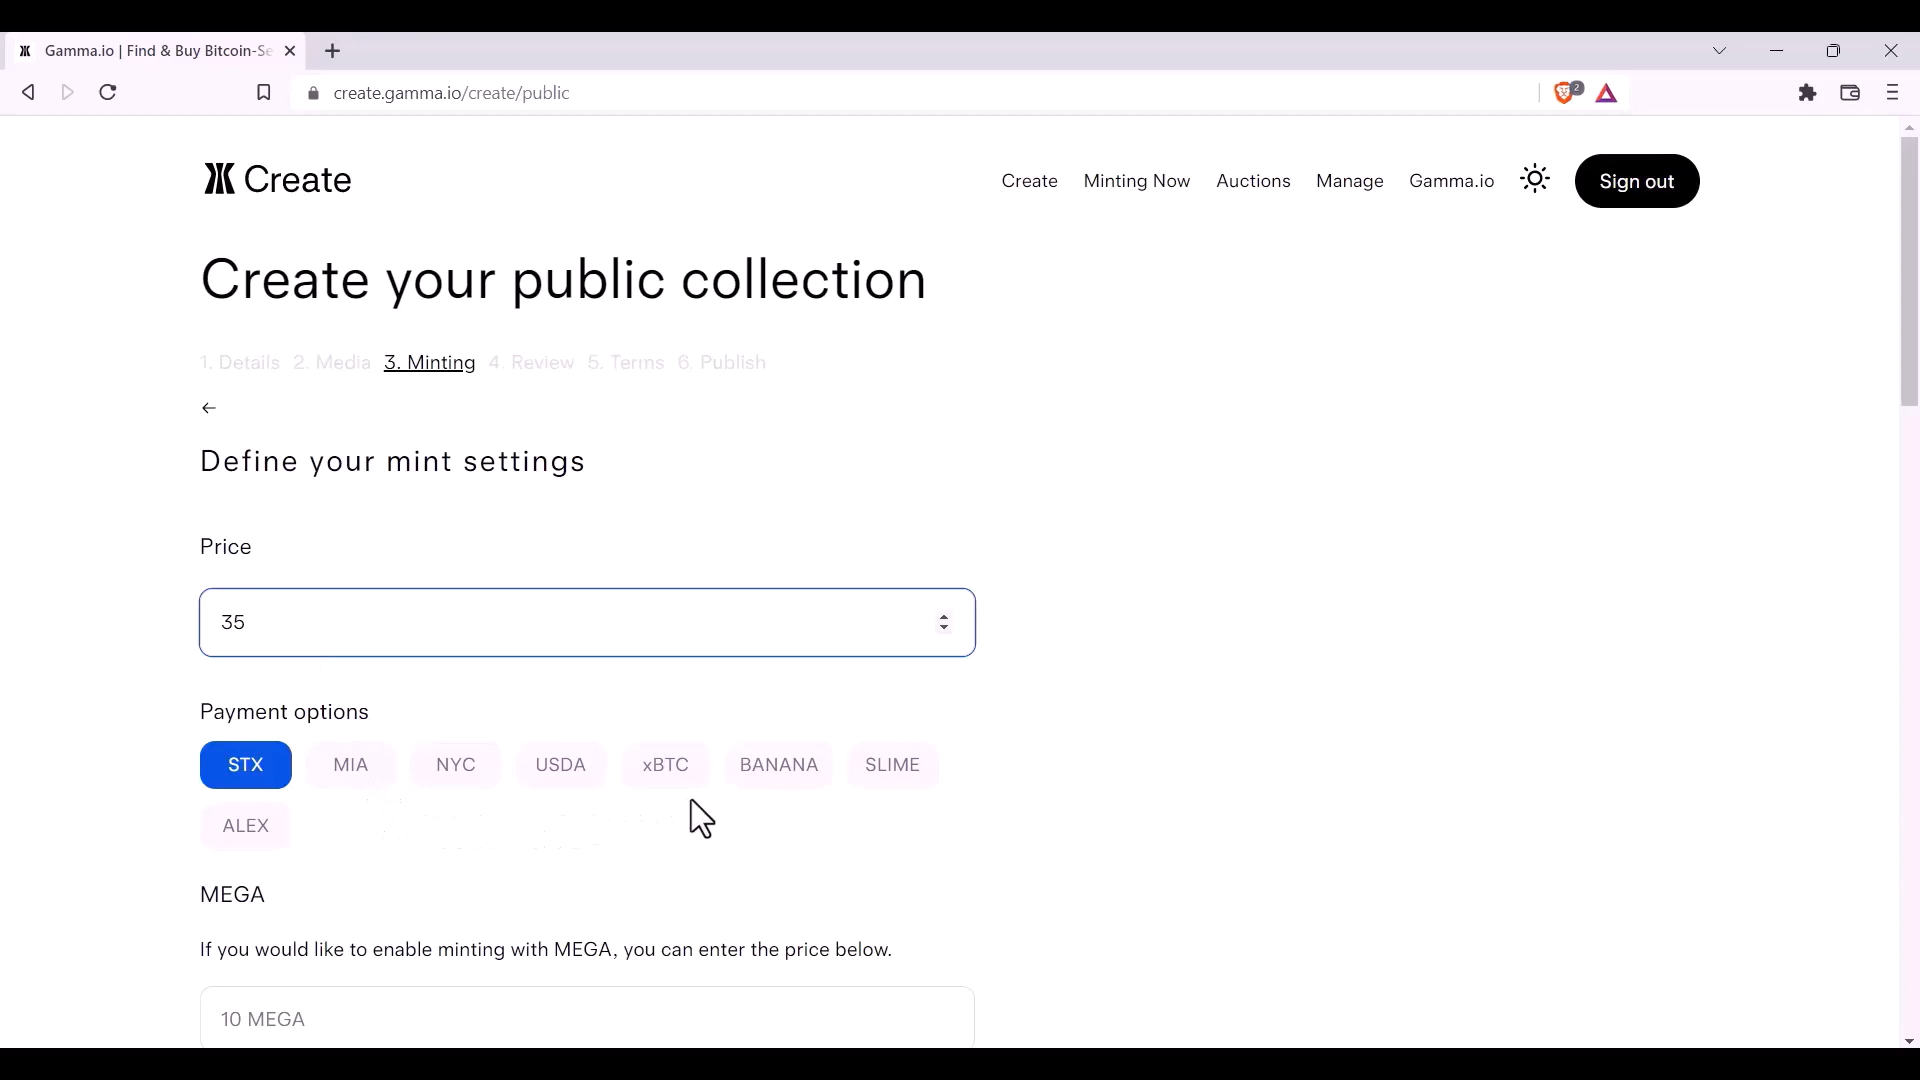 Gamma.io | Find & Buy Bitcoin-Se
create.gamma.io/create/public
2
Create
Create Minting Now Auctions Manage Gamma.io Sign out
Create your public collection
1. Details 2. Media 3. Minting 4. Review 5. Terms 6. Publish
Define your mint settings
Price
35
Payment options
STX MIA NYC USDA xBTC BANANA SLIME
ALEX
MEGA
If you would like to enable minting with MEGA, you can enter the price below.
10 MEGA